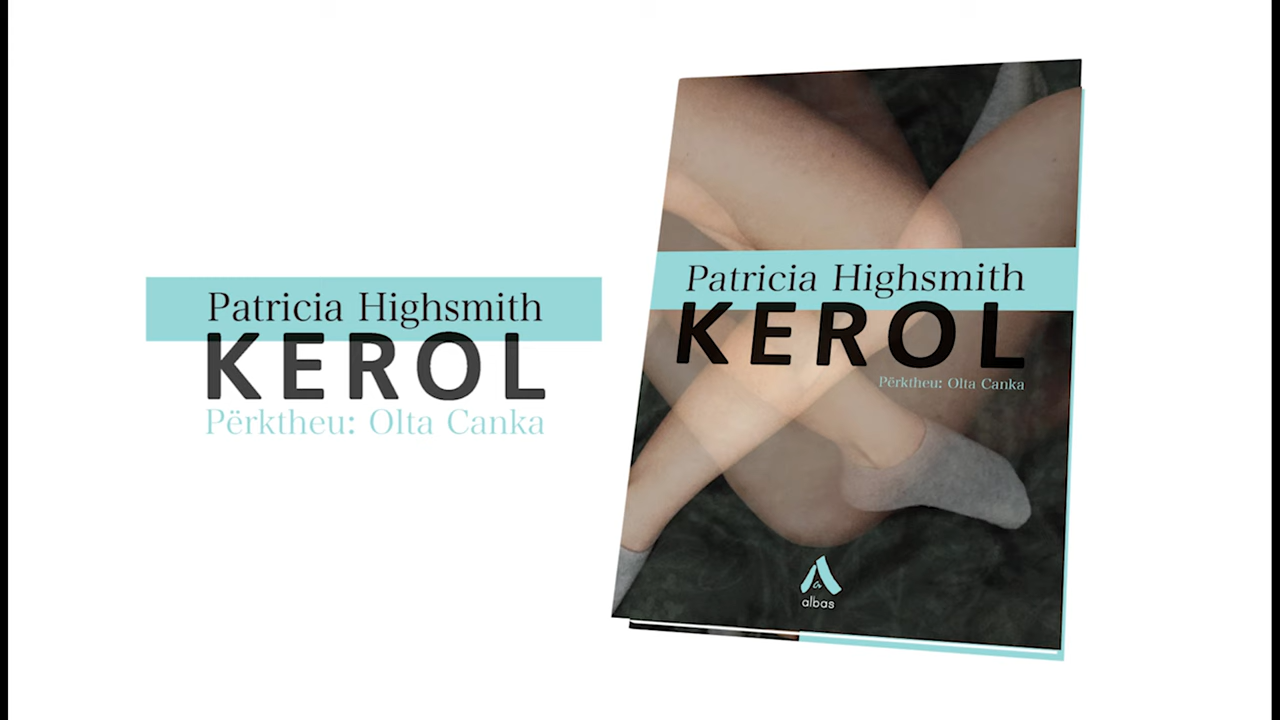 Patricia Highsmith
KEROL
Përktheu: Olta Canka
Patricia Highsmith
KEROL
Përktheu: Olta Canka
albas